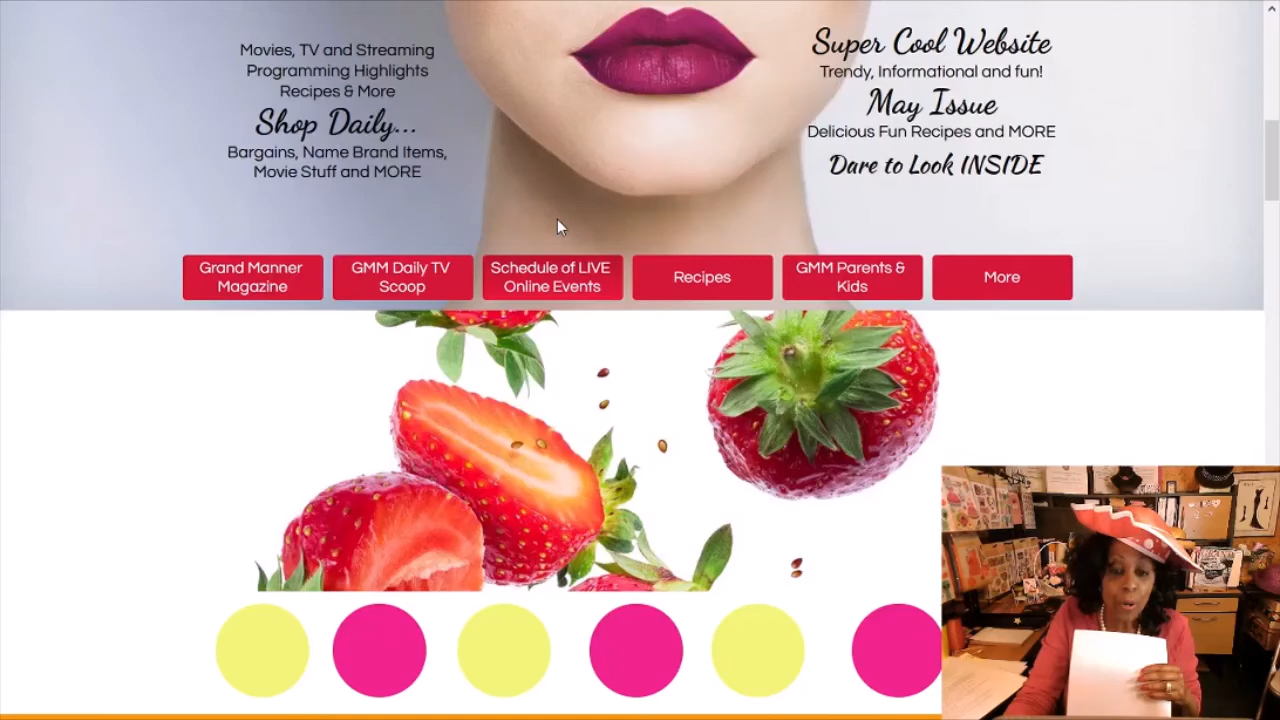 Movies, TV and Streaming
Programming Highlights
Recipes & More
Shop Daily...
Bargains, Name Brand Items,
Movie Stuff and MORE
Super Cool Website
Trendy, Informational and fun!
May Issue
Delicious Fun Recipes and MORE
Dare to Look INSIDE
Grand Manner
Magazine
GMM Daily TV
Scoop
Schedule of LIVE
Online Events
Recipes
GMM Parents &
Kids
More